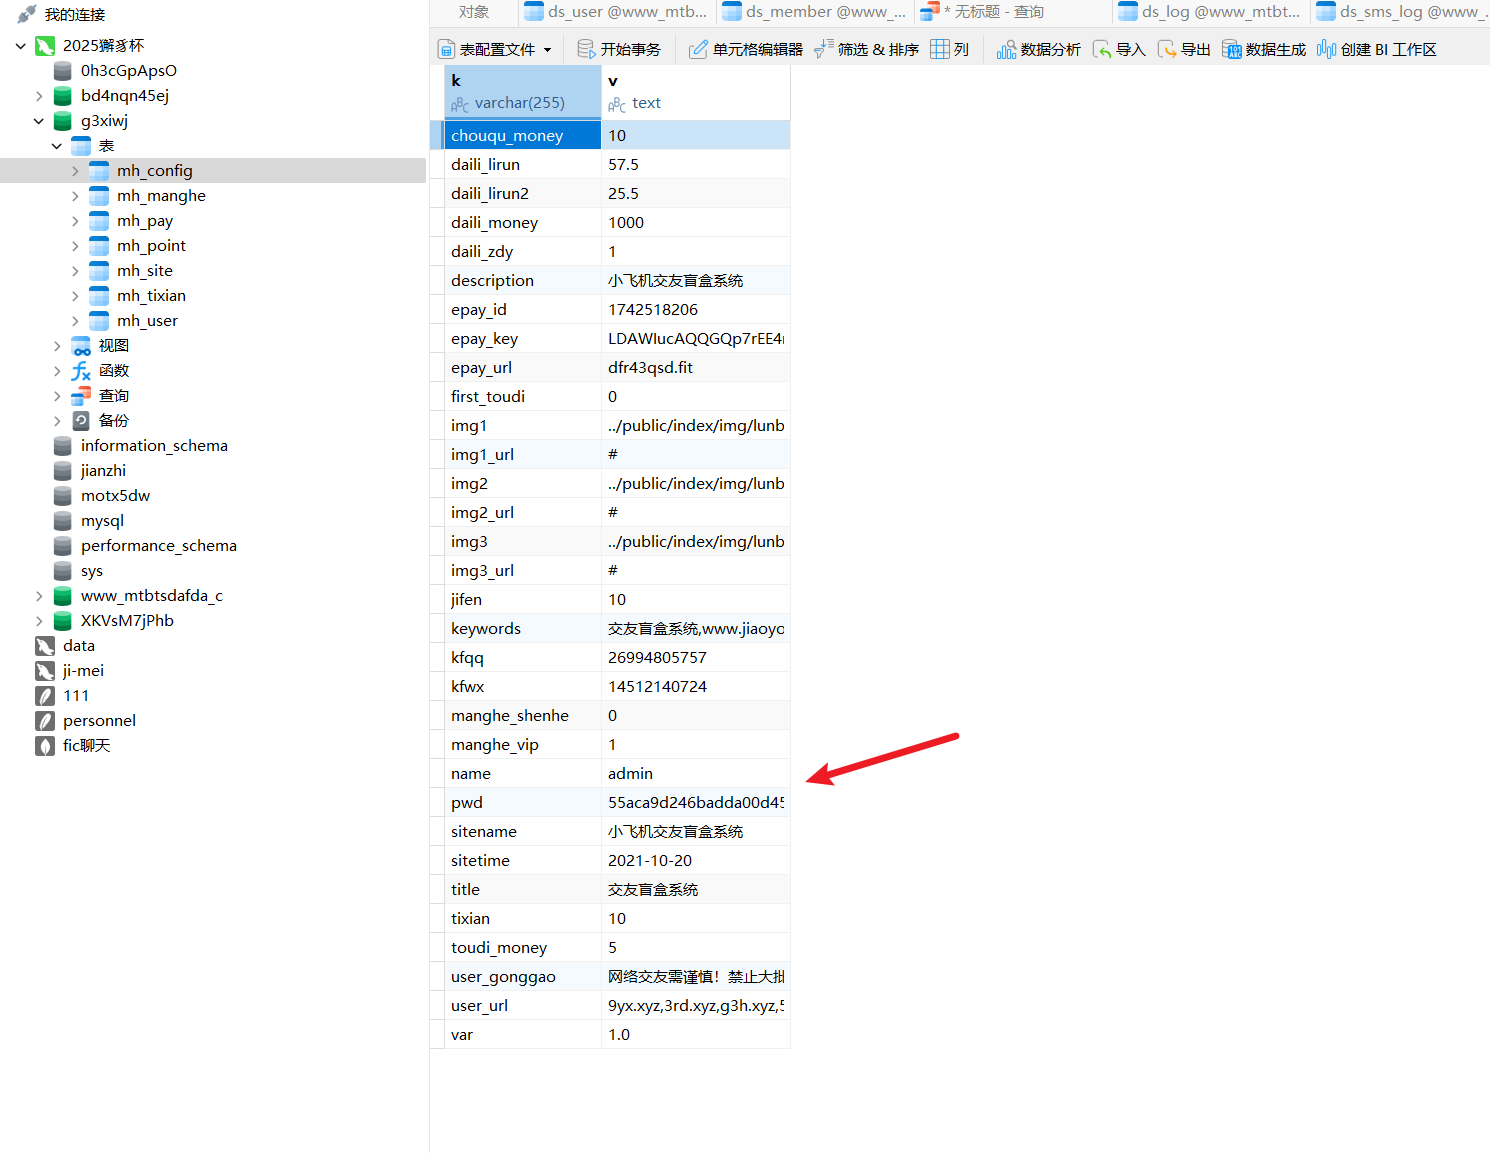 我的连接
2025獬豸杯
0h3cGpApsO
bd4nqn45ej
g3xiwj
表
mh_config
mh_manghe
mh_pay
mh_point
mh_site
mh_tixian
mh_user
视图
函数
查询
备份
information_schema
jianzhi
motx5dw
mysql
performance_schema
sys
www_mtbtsdafda_c
XKVsM7jPhb
data
ji-mei
111
personnel
fic聊天
对象 ds_user @www_mtb... ds_member @www_... * 无标题 - 查询 ds_log @www_mtbt... ds_sms_log @www_.
表配置文件 开始事务 单元格编辑器 筛选 & 排序 列 数据分析 导入 导出 数据生成 创建 BI 工作区
k v
varchar(255) text
chouqu_money 10
daili_lirun 57.5
daili_lirun2 25.5
daili_money 1000
daili_zdy 1
description 小飞机交友盲盒系统
epay_id 1742518206
epay_key LDAWIucAQQGQp7rEE4
epay_url dfr43qsd.fit
first_toudi 0
img1 ../public/index/img/lunb
img1_url #
img2 ../public/index/img/lunb
img2_url #
img3 ../public/index/img/lunb
img3_url #
jifen 10
keywords 交友盲盒系统,www.jiaoyo
kfqq 26994805757
kfwx 14512140724
manghe_shenhe 0
manghe_vip 1
name admin
pwd 55aca9d246badda00d45
sitename 小飞机交友盲盒系统
sitetime 2021-10-20
title 交友盲盒系统
tixian 10
toudi_money 5
user_gonggao 网络交友需谨慎！禁止大批
user_url 9yx.xyz,3rd.xyz,g3h.xyz,5
var 1.0